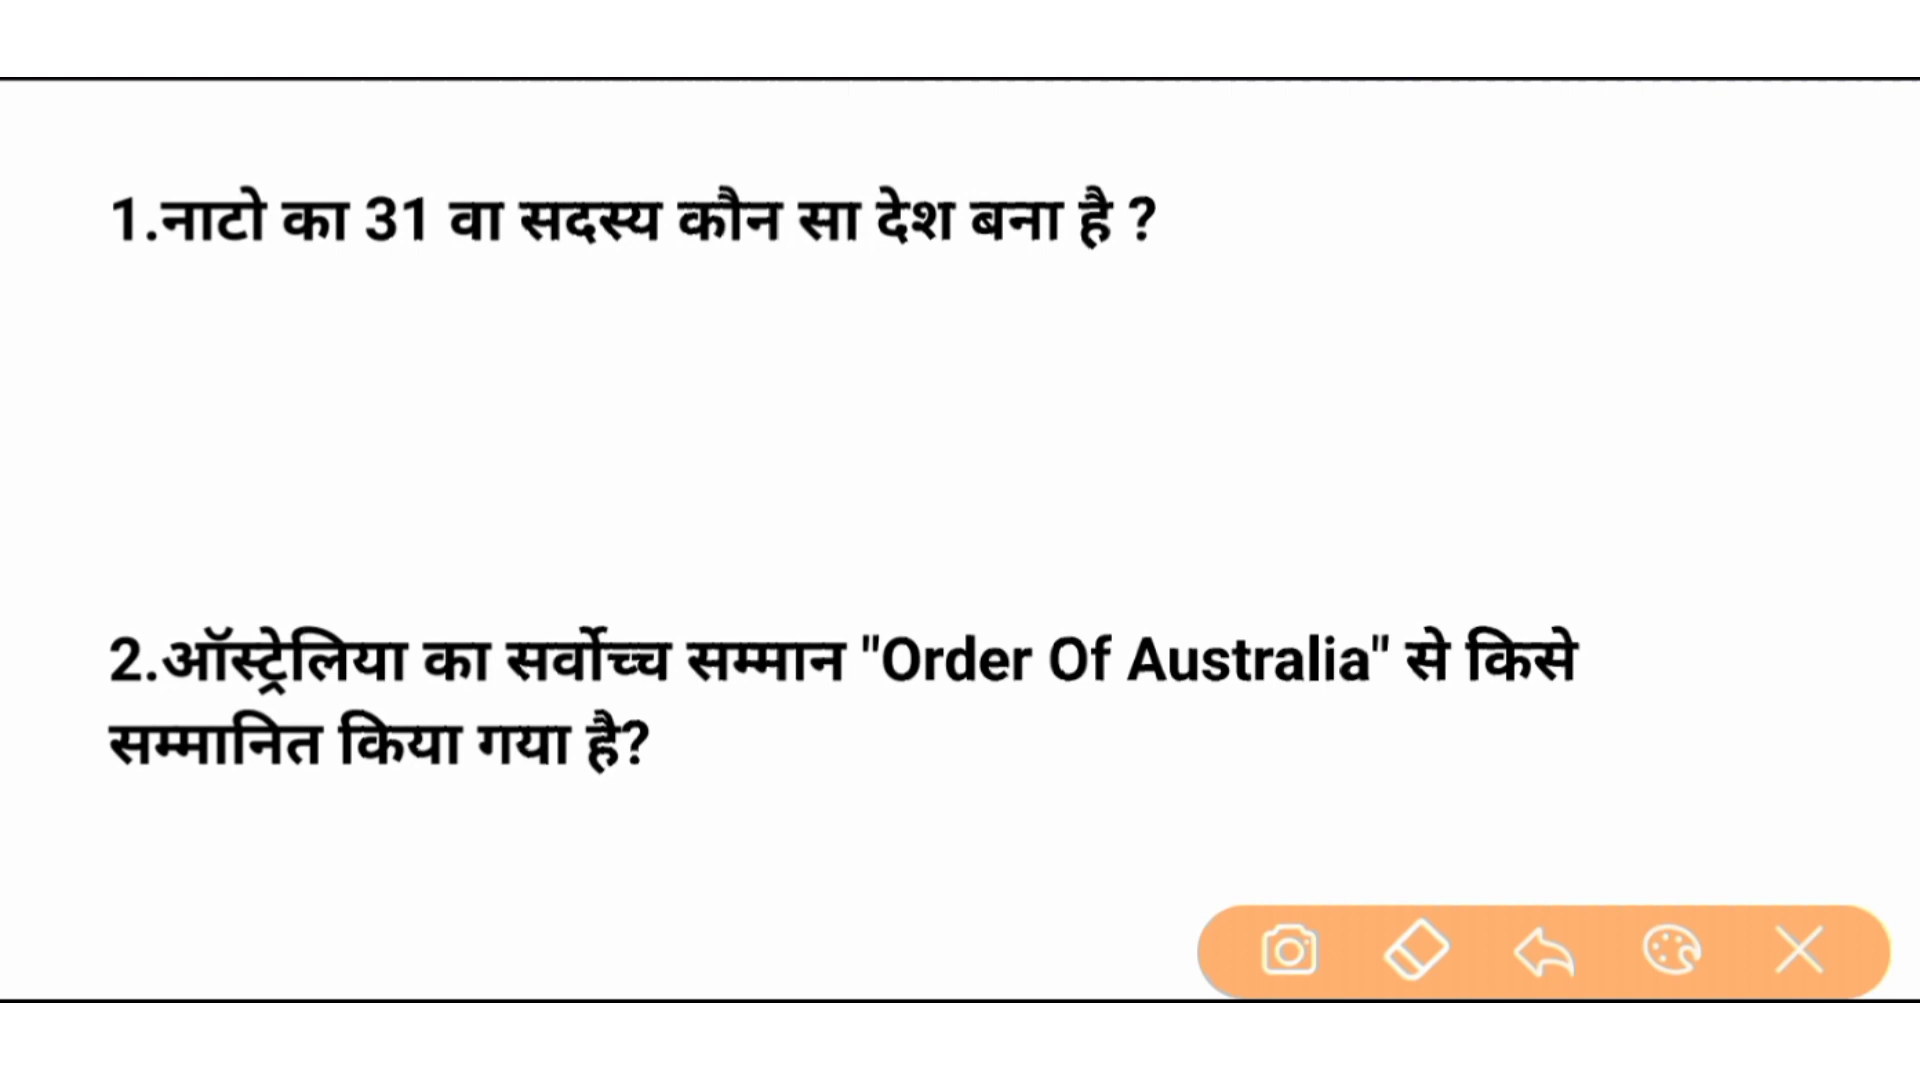 1.नाटो का 31 वा सदस्य कौन सा देश बना है ?
2.ऑस्ट्रेलिया का सर्वोच्च सम्मान "Order Of Australia" से किसे
सम्मानित किया गया है?